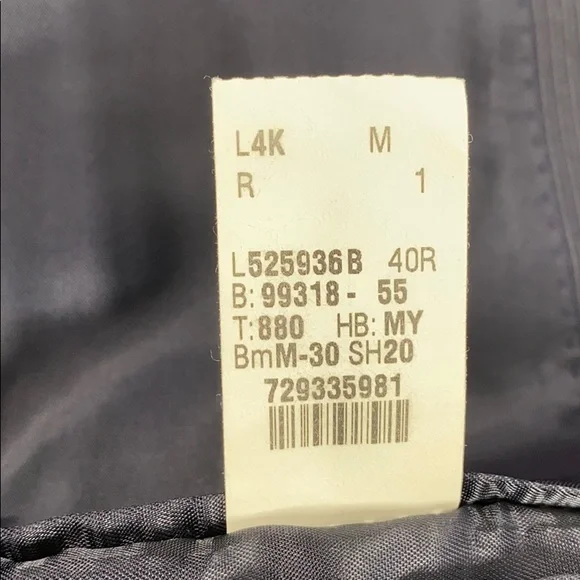 L4K M
R 1
L525936B 40R
B: 99318 - 55
T: 880 HB: MY
BmM-30 SH20
729335981